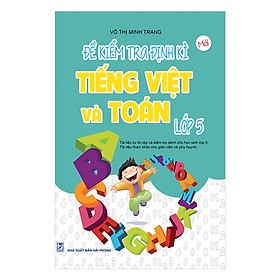 VÕ THỊ MINH TRANG
Mới
ĐỀ KIỂM TRA ĐỊNH KÌ
TIẾNG VIỆT
và TOÁN
LỚP 5
Tài liệu tự ôn luyện và kiểm tra dành cho học sinh lớp 5
Tài liệu tham khảo cho giáo viên và phụ huynh
A
B
C
D
E
F
G
H
I
J
K
NHÀ XUẤT BẢN HẢI PHÒNG